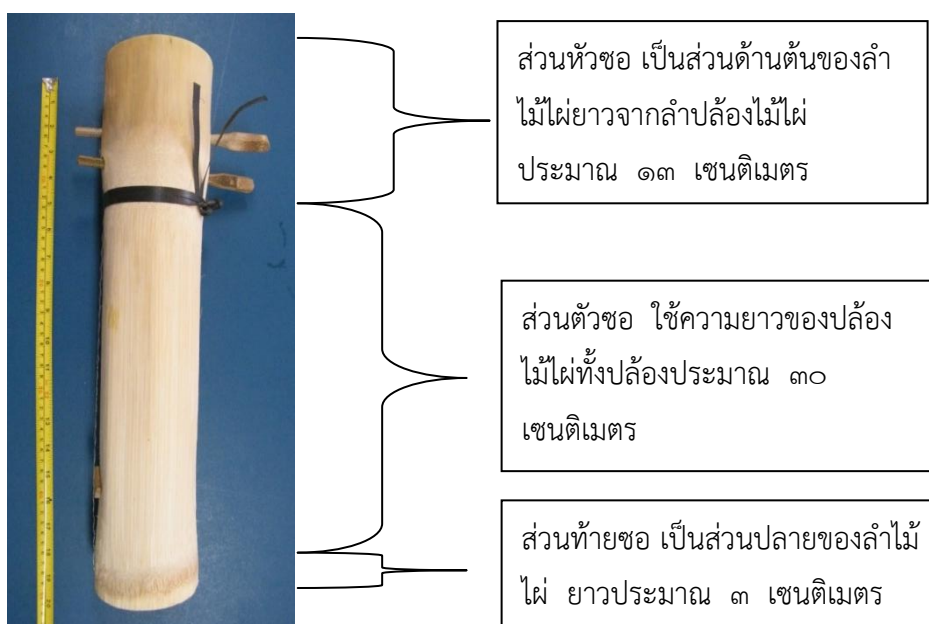 ส่วนหัวซอ เป็นส่วนด้านต้นของลำ
ไม้ไผ่ยาวจากลำปล้องไม้ไผ่
ประมาณ ๑๓ เซนติเมตร
ส่วนตัวซอ ใช้ความยาวของปล้อง
ไม้ไผ่ทั้งปล้องประมาณ ๓๐
เซนติเมตร
ส่วนท้ายซอ เป็นส่วนปลายของลำไม้
ไผ่ ยาวประมาณ ๓ เซนติเมตร